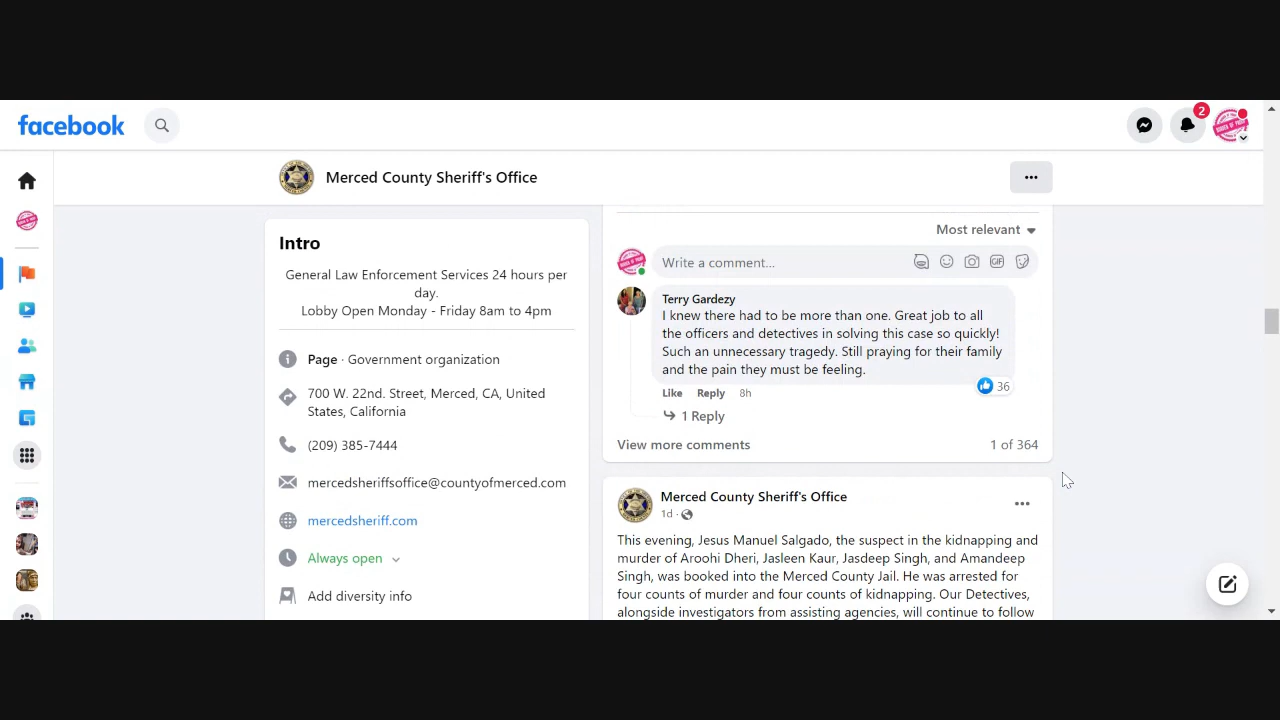 facebook
2
Merced County Sheriff's Office
Intro
General Law Enforcement Services 24 hours per
day.
Lobby Open Monday - Friday 8am to 4pm
Page · Government organization
700 W. 22nd. Street, Merced, CA, United
States, California
(209) 385-7444
mercedsheriffsoffice@countyofmerced.com
mercedsheriff.com
Always open
Add diversity info
Most relevant
Write a comment...
GIF
Terry Gardezy
I knew there had to be more than one. Great job to all
the officers and detectives in solving this case so quickly!
Such an unnecessary tragedy. Still praying for their family
and the pain they must be feeling.
36
Like Reply 8h
1 Reply
View more comments 1 of 364
Merced County Sheriff's Office
1d ·
This evening, Jesus Manuel Salgado, the suspect in the kidnapping and
murder of Aroohi Dheri, Jasleen Kaur, Jasdeep Singh, and Amandeep
Singh, was booked into the Merced County Jail. He was arrested for
four counts of murder and four counts of kidnapping. Our Detectives,
alongside investigators from assisting agencies, will continue to follow